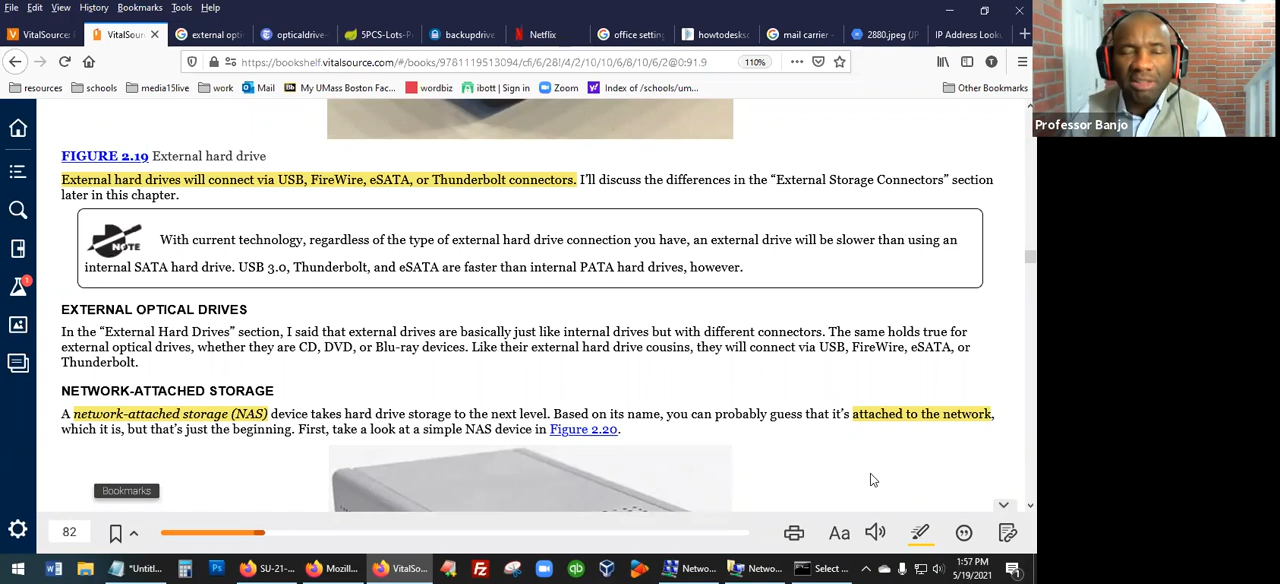 File Edit View History Bookmarks Tools Help
VitalSource:
VitalSour
external opti
opticaldrive-
5PCS-Lots-P
backupdrive
Netflix
office settin
howtodesko
mail carrier -
2880.jpeg (JP
IP Address Look
https://bookshelf.vitalsource.com/#/books/9781119513094/cfi/6/28!/4/2/10/10/6/8/10/6/2@0:91.9
110%
resources
schools
media15live
work
Mail
My UMass Boston Fac...
wordbiz
ibott | Sign in
Zoom
Index of /schools/um...
Other Bookmarks
Professor Banjo
FIGURE 2.19 External hard drive
External hard drives will connect via USB, FireWire, eSATA, or Thunderbolt connectors. I'll discuss the differences in the “External Storage Connectors” section
later in this chapter.
NOTE
With current technology, regardless of the type of external hard drive connection you have, an external drive will be slower than using an
internal SATA hard drive. USB 3.0, Thunderbolt, and eSATA are faster than internal PATA hard drives, however.
EXTERNAL OPTICAL DRIVES
In the “External Hard Drives” section, I said that external drives are basically just like internal drives but with different connectors. The same holds true for
external optical drives, whether they are CD, DVD, or Blu-ray devices. Like their external hard drive cousins, they will connect via USB, FireWire, eSATA, or
Thunderbolt.
NETWORK-ATTACHED STORAGE
A network-attached storage (NAS) device takes hard drive storage to the next level. Based on its name, you can probably guess that it's attached to the network,
which it is, but that's just the beginning. First, take a look at a simple NAS device in Figure 2.20.
Bookmarks
82
Aa
*Untitl...
SU-21-...
Mozill...
VitalSo...
Netwo...
Netwo...
Select ...
1:57 PM
5/19/2021